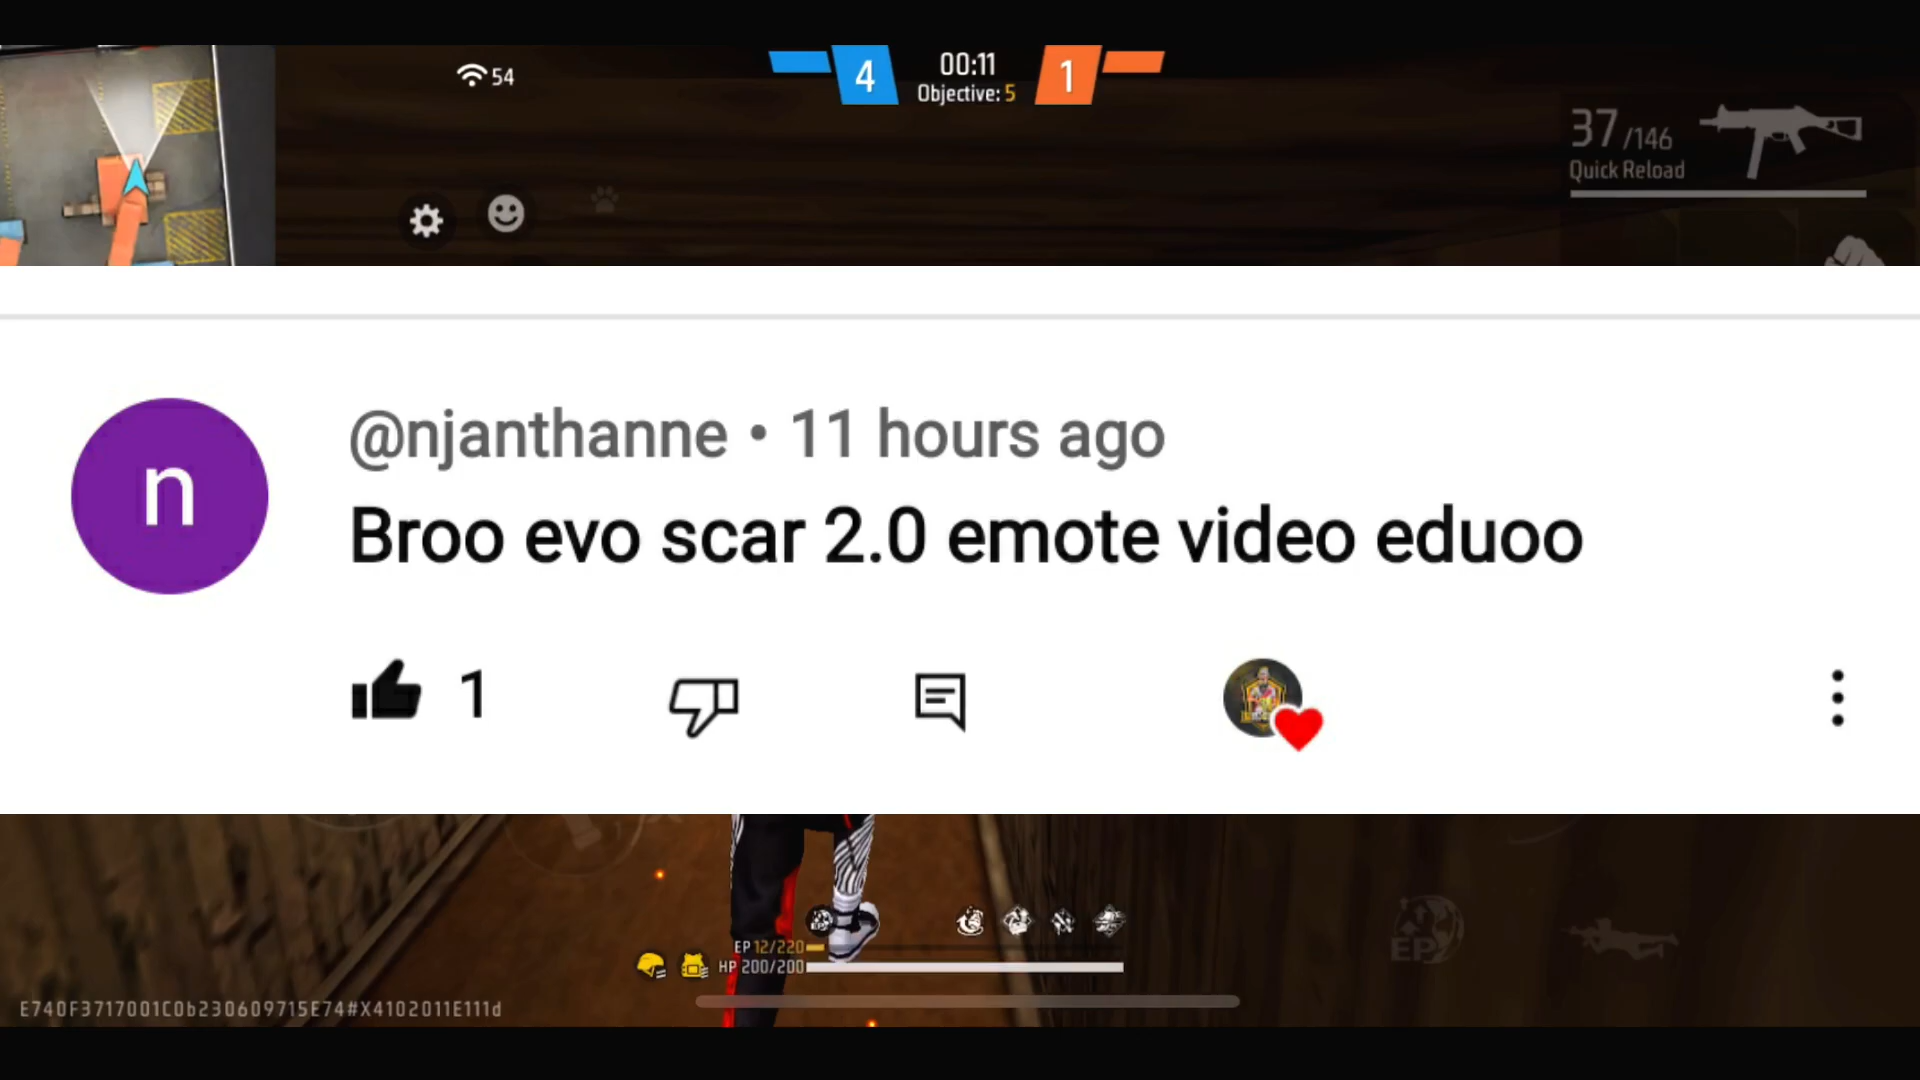 54
4
00:11
Objective: 5
1
37/146
Quick Reload
n
@njanthanne • 11 hours ago
Broo evo scar 2.0 emote video eduoo
1
EP 12/220
HP 200/200
EP
E740F3717001C0b230609715E74#X4102011E111d